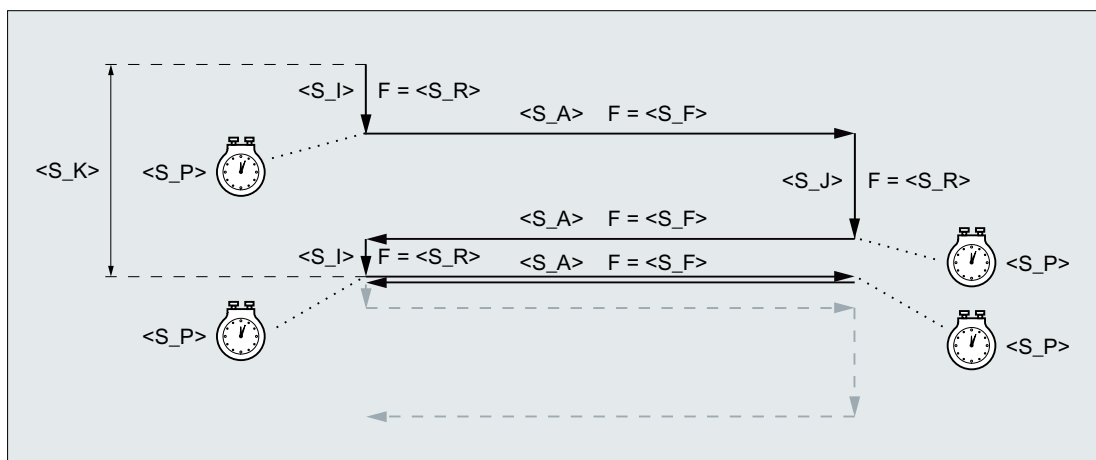 <S_I> F = <S_R>
<S_A> F = <S_F>
<S_K>
<S_P>
<S_J> F = <S_R>
<S_A> F = <S_F>
<S_I> F = <S_R>
<S_A> F = <S_F>
<S_P>
<S_P>
<S_P>